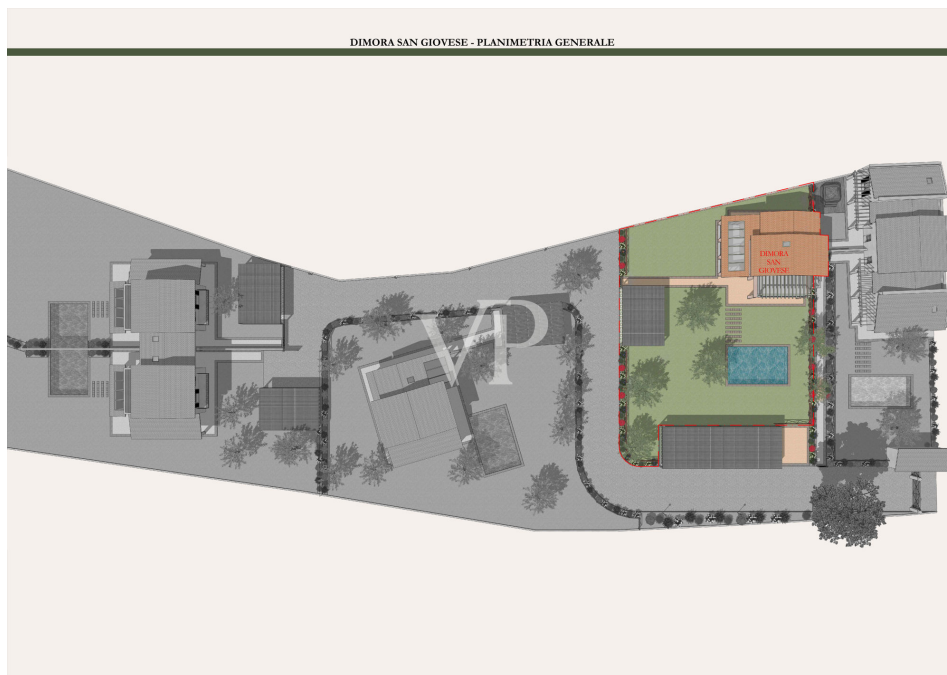 DIMORA SAN GIOVESE - PLANIMETRIA GENERALE
DIMORA
SAN
GIOVESE
VP